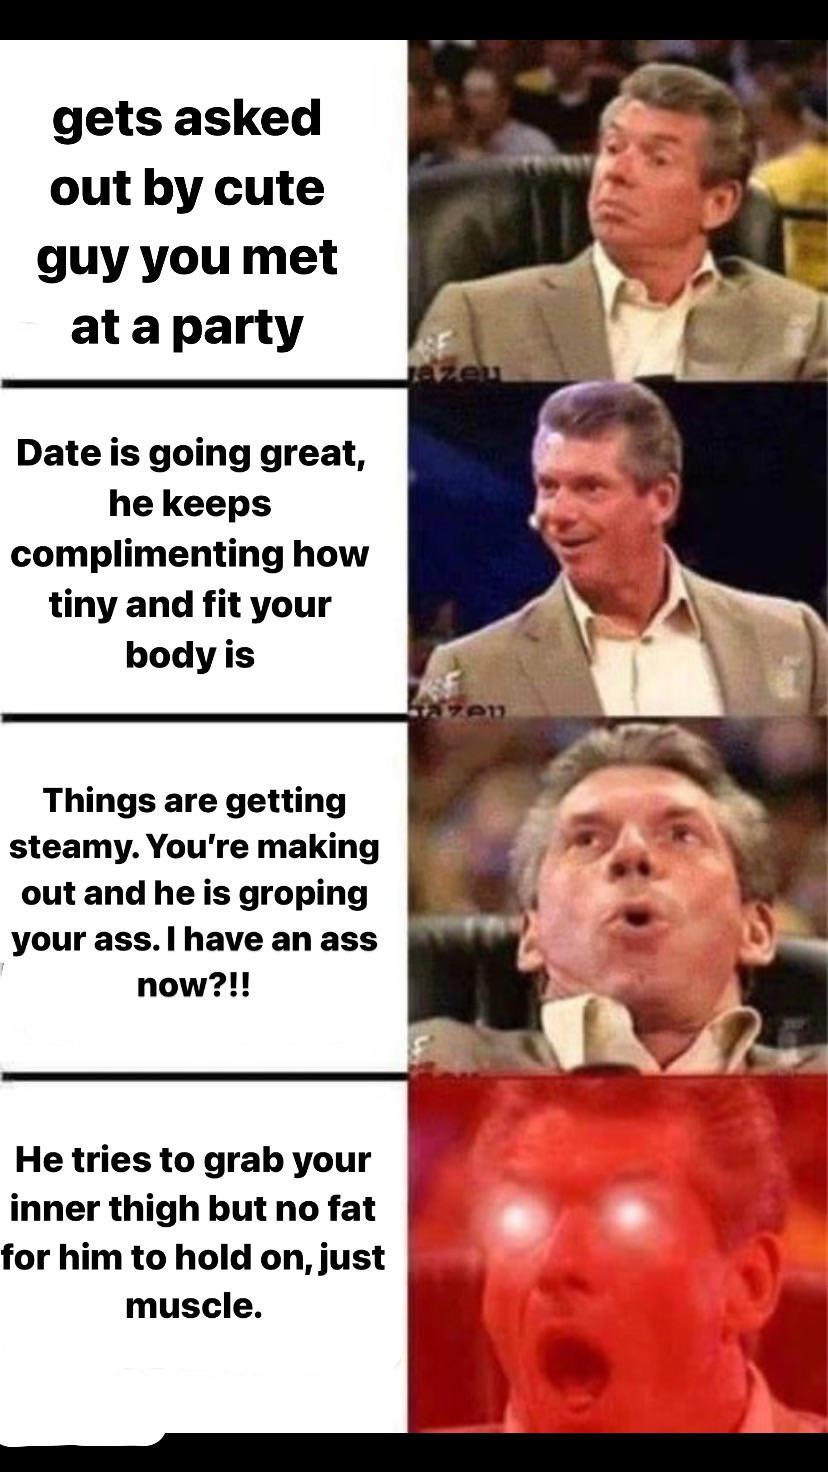 gets asked
out by cute
guy you met
at a party
azeu
Date is going great,
he keeps
complimenting how
tiny and fit your
body is
azeu
Things are getting
steamy. You’re making
out and he is groping
your ass. I have an ass
now?!!
He tries to grab your
inner thigh but no fat
for him to hold on, just
muscle.